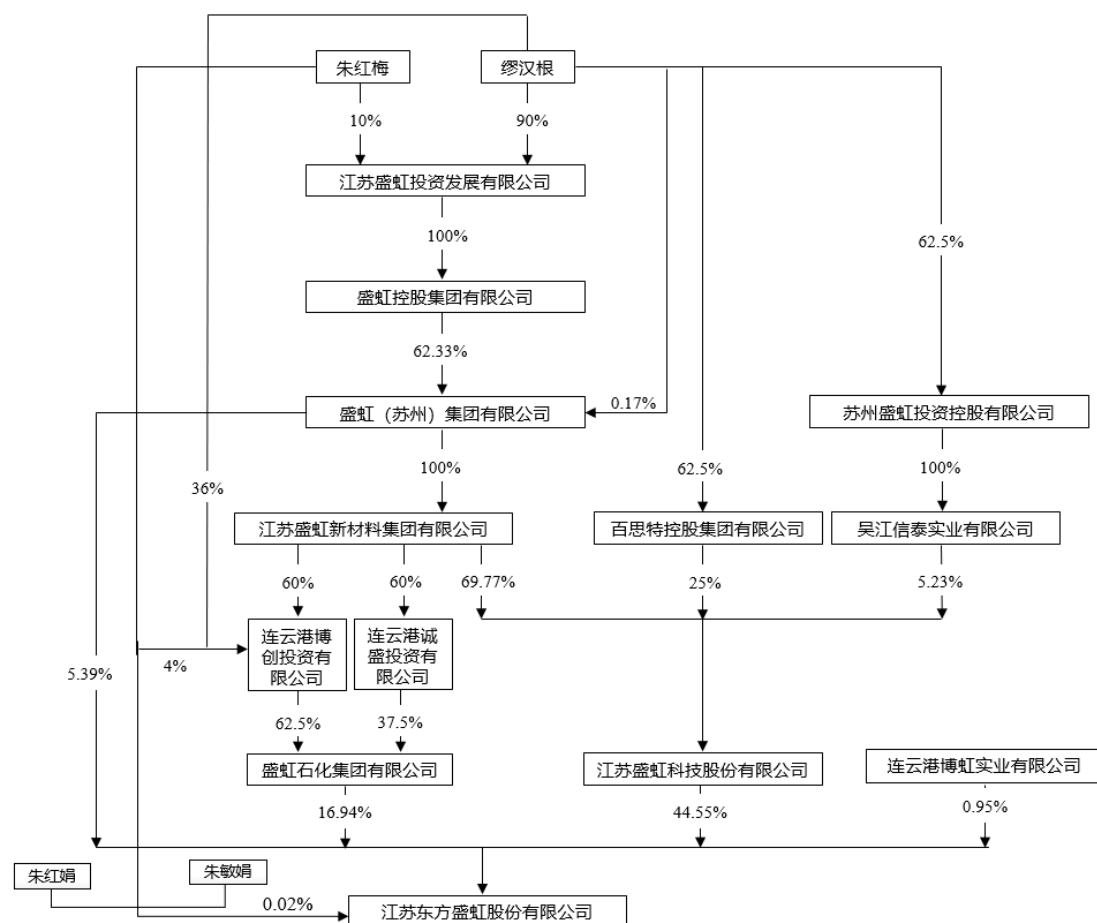 朱红梅
缪汉根
10%
90%
江苏盛虹投资发展有限公司
100%
62.5%
盛虹控股集团有限公司
62.33%
0.17%
盛虹（苏州）集团有限公司
苏州盛虹投资控股有限公司
100%
62.5%
100%
36%
江苏盛虹新材料集团有限公司
百思特控股集团有限公司
吴江信泰实业有限公司
60%
60%
69.77%
25%
5.23%
连云港博
创投资有
限公司
连云港诚
盛投资有
限公司
4%
5.39%
62.5%
37.5%
盛虹石化集团有限公司
江苏盛虹科技股份有限公司
连云港博虹实业有限公司
16.94%
44.55%
0.95%
朱红娟
朱敏娟
0.02%
江苏东方盛虹股份有限公司